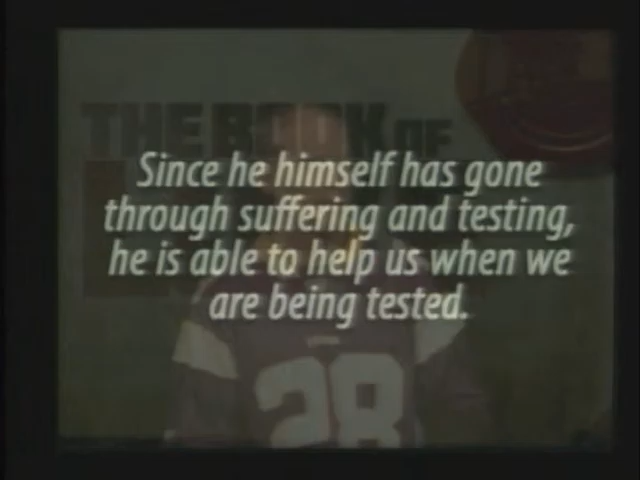 THE BOOK OF
Since he himself has gone
through suffering and testing,
he is able to help us when we
are being tested.
28